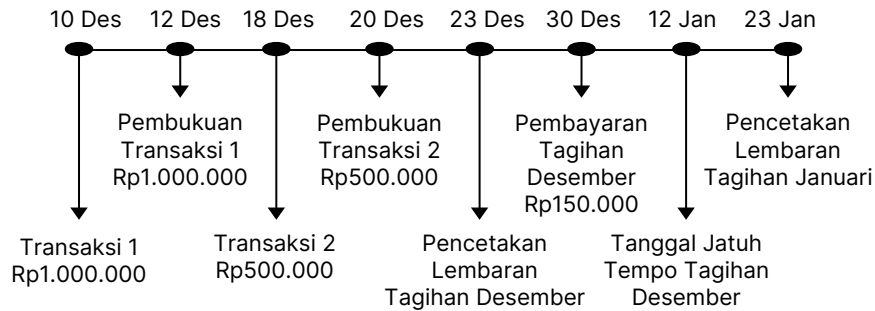 10 Des
12 Des
18 Des
20 Des
23 Des
30 Des
12 Jan
23 Jan
Pembukuan
Transaksi 1
Rp1.000.000
Pembukuan
Transaksi 2
Rp500.000
Pembayaran
Tagihan
Desember
Rp150.000
Pencetakan
Lembaran
Tagihan Januari
Transaksi 1
Rp1.000.000
Transaksi 2
Rp500.000
Pencetakan
Lembaran
Tagihan Desember
Tanggal Jatuh
Tempo Tagihan
Desember